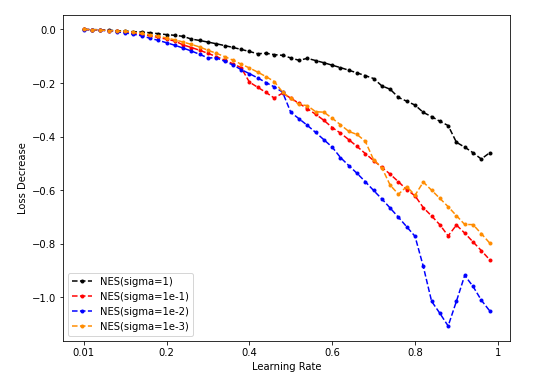 0.0
−0.2
−0.4
−0.6
−0.8
−1.0
Loss Decrease
NES(sigma=1)
NES(sigma=1e-1)
NES(sigma=1e-2)
NES(sigma=1e-3)
0.01 0.2 0.4 0.6 0.8 1
Learning Rate